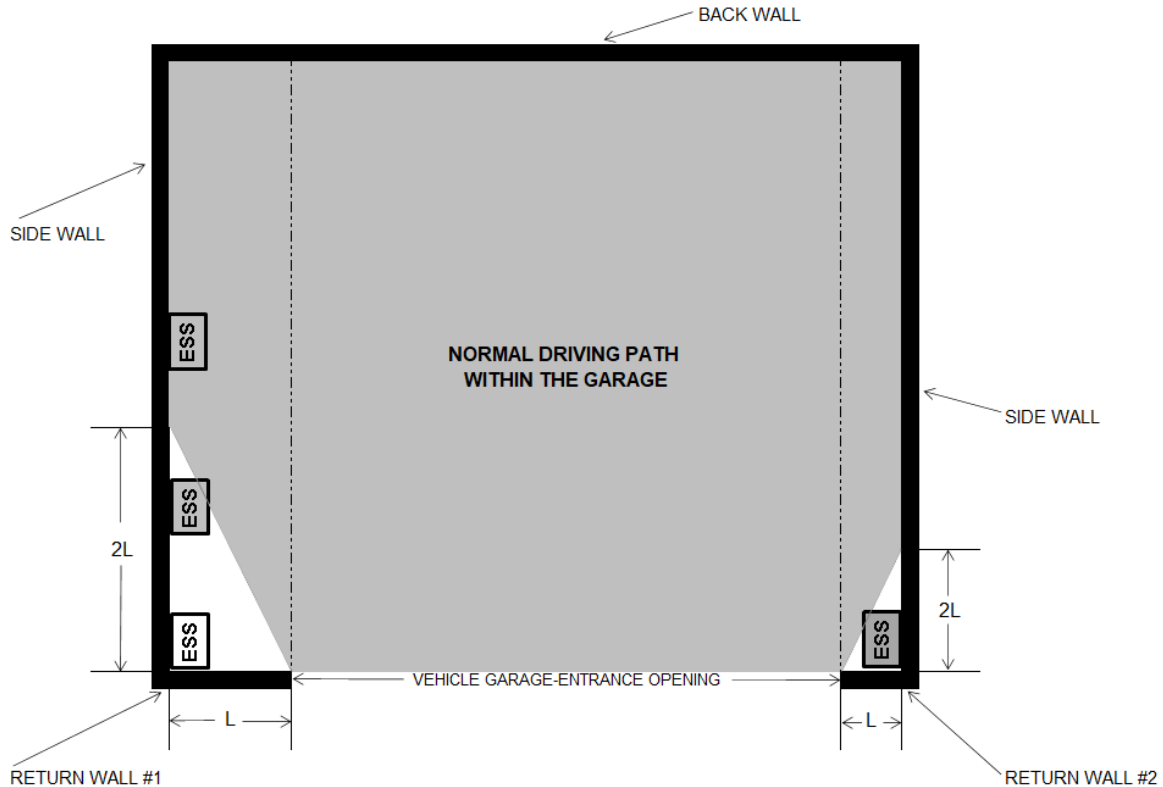 BACK WALL
SIDE WALL
ESS
NORMAL DRIVING PATH
WITHIN THE GARAGE
SIDE WALL
ESS
2L
2L
ESS
ESS
VEHICLE GARAGE-ENTRANCE OPENING
L
L
RETURN WALL #1
RETURN WALL #2